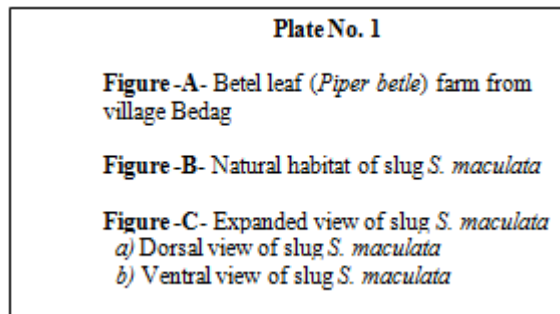 Plate No. 1
Figure -A- Betel leaf (Piper betle) farm from
village Bedag
Figure -B- Natural habitat of slug S. maculata
Figure -C- Expanded view of slug S. maculata
a) Dorsal view of slug S. maculata
b) Ventral view of slug S. maculata